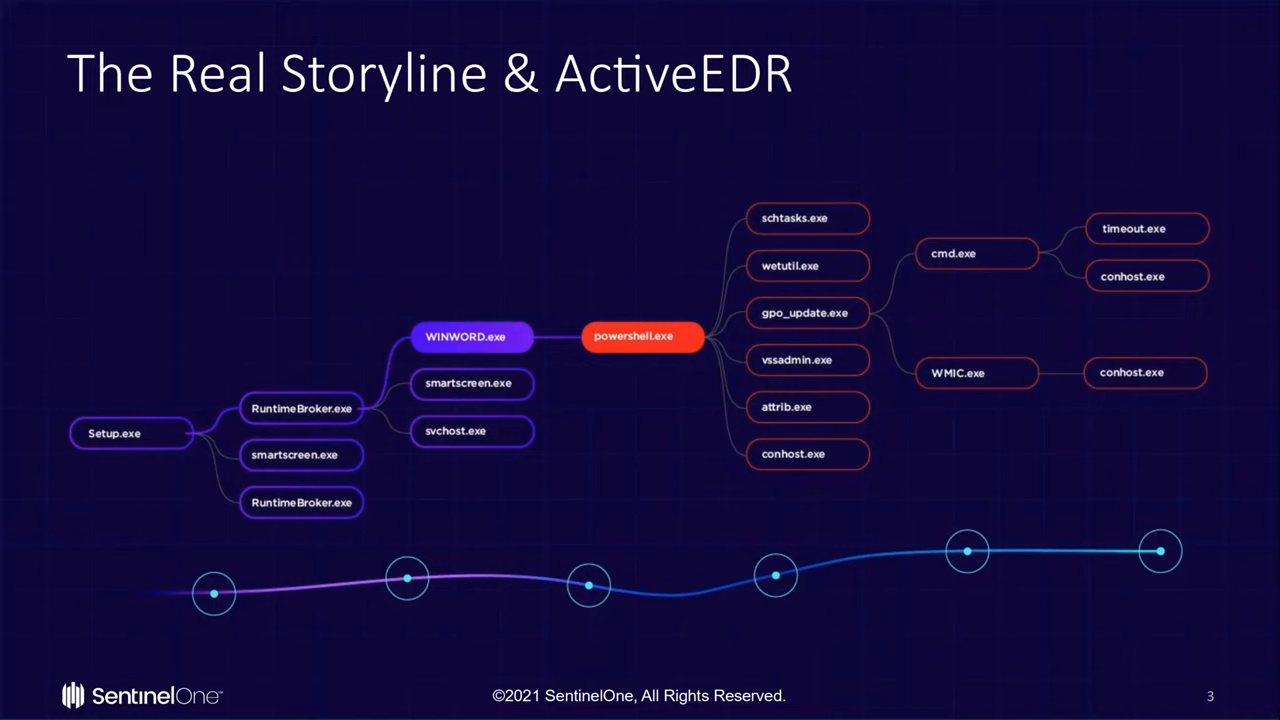 The Real Storyline & ActiveEDR
Setup.exe
RuntimeBroker.exe
smartscreen.exe
RuntimeBroker.exe
WINWORD.exe
smartscreen.exe
svchost.exe
powershell.exe
schtasks.exe
wetutil.exe
gpo_update.exe
vssadmin.exe
attrib.exe
conhost.exe
cmd.exe
WMIC.exe
timeout.exe
conhost.exe
conhost.exe
SentinelOne™
©2021 SentinelOne, All Rights Reserved.
3